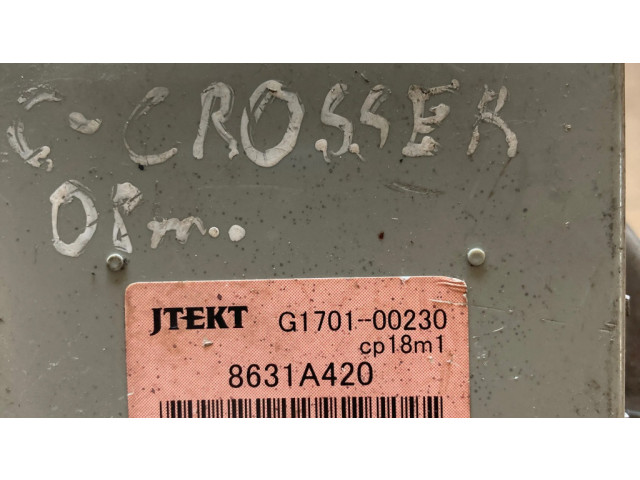 C-CROSSER
08m..
JTEKT G1701-00230
cp18m1
8631A420